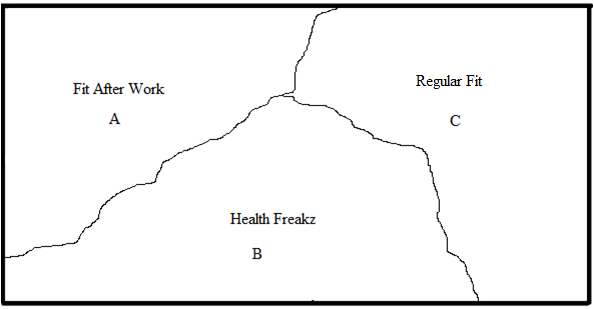 Fit After Work
A
Regular Fit
C
Health Freakz
B